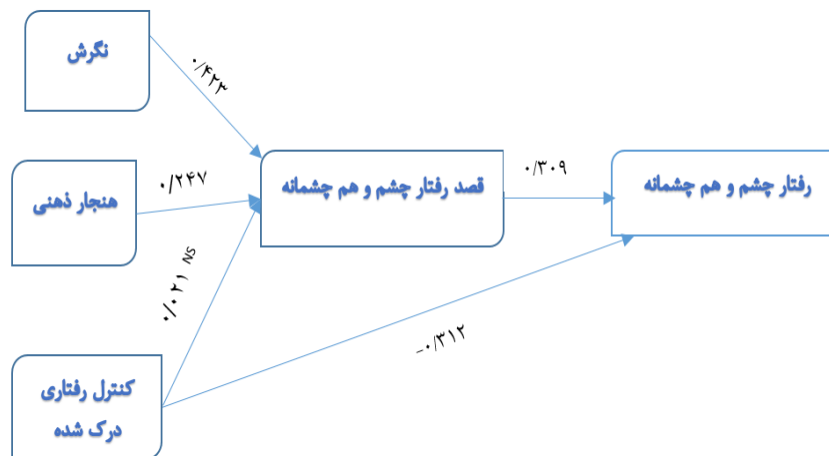 نگرش
۰/۴۲۳
هنجار ذهنی
۰/۲۴۷
قصد رفتار چشم و هم چشمانه
۰/۳۰۹
رفتار چشم و هم چشمانه
۰/۰۲۱ NS
-۰/۳۱۲
کنترل رفتاری
درک شده